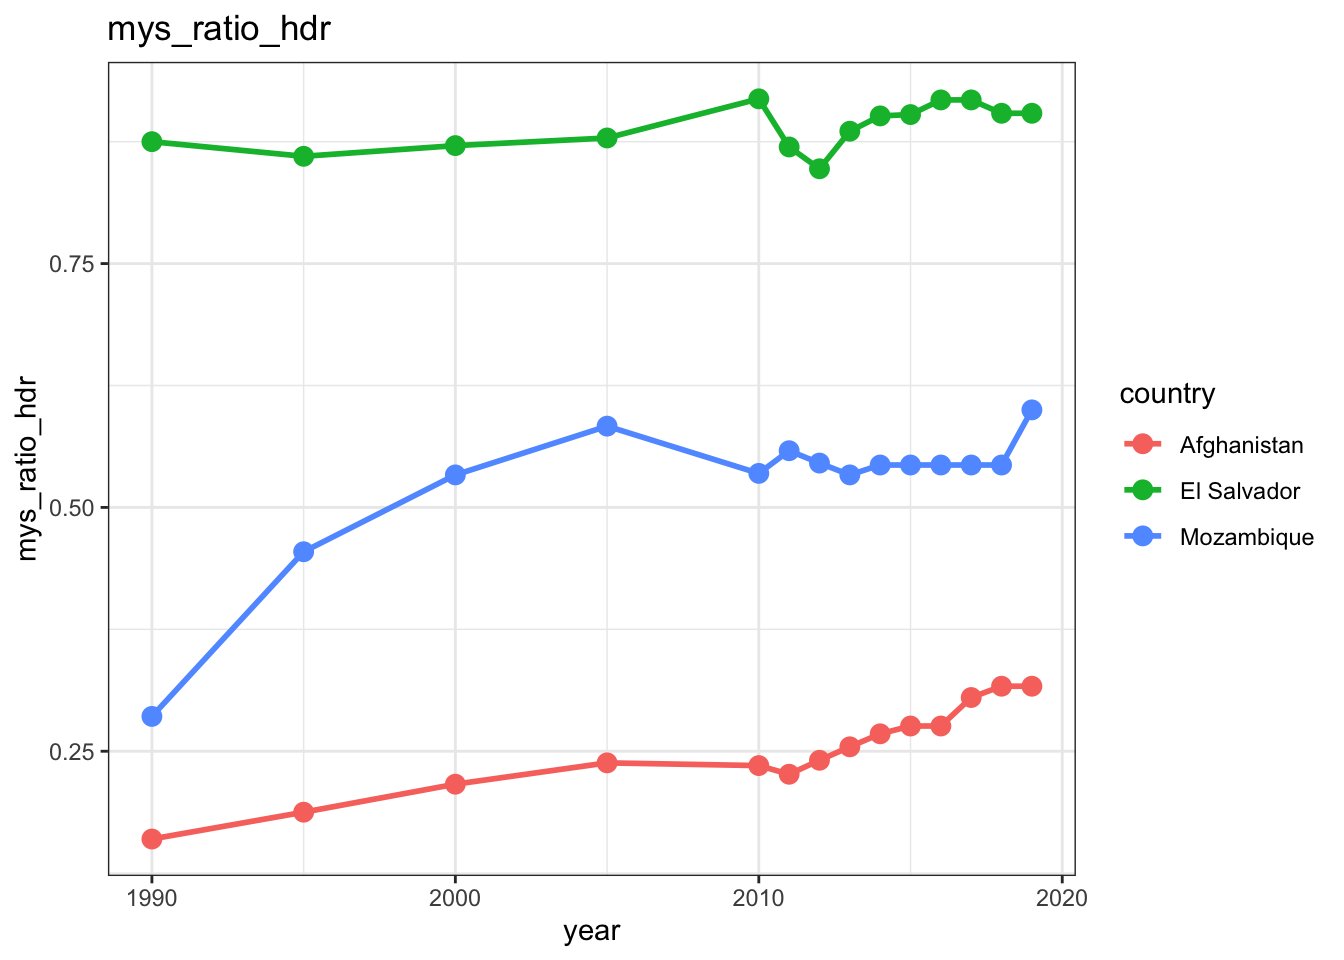 mys_ratio_hdr
mys_ratio_hdr
0.75
0.50
0.25
1990
2000
2010
2020
year
country
Afghanistan
El Salvador
Mozambique